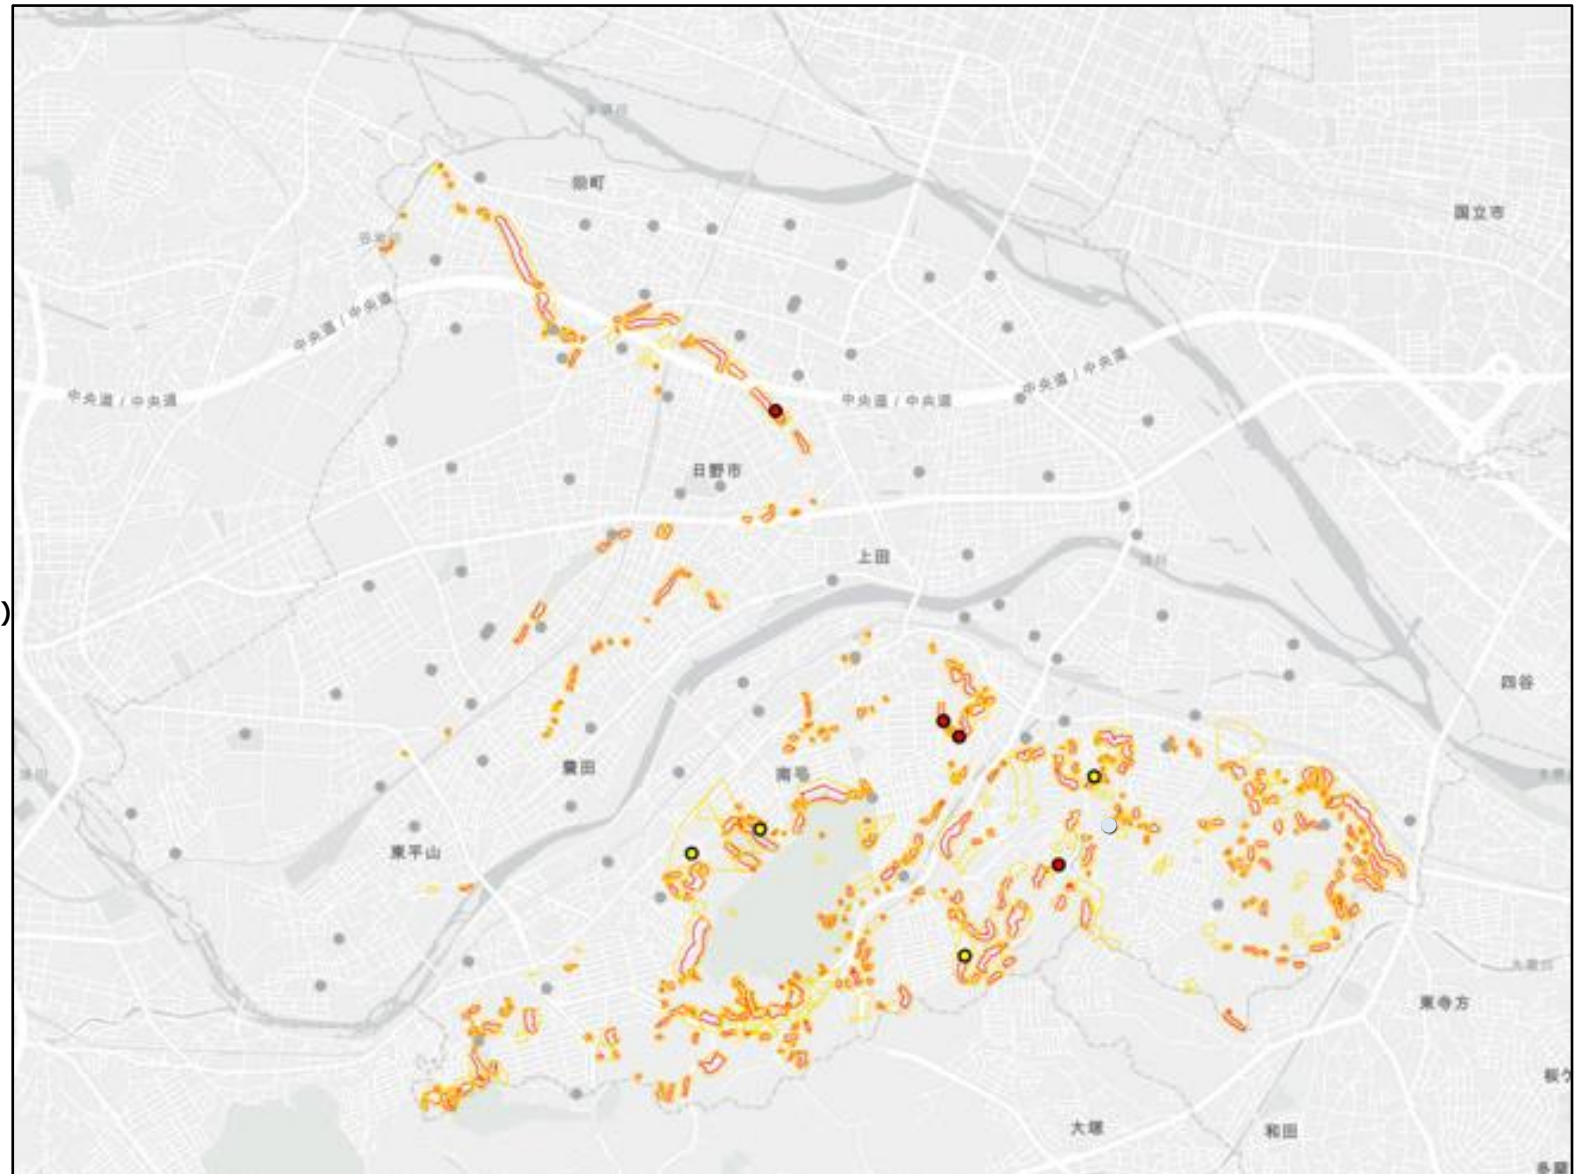 国立市
中央道 / 中央道
中央道 / 中央道
中央道 / 中央道
中央道 / 中央道
日野市
上田
)
四谷
豊田
南平
東平山
東寺方
大塚
和田